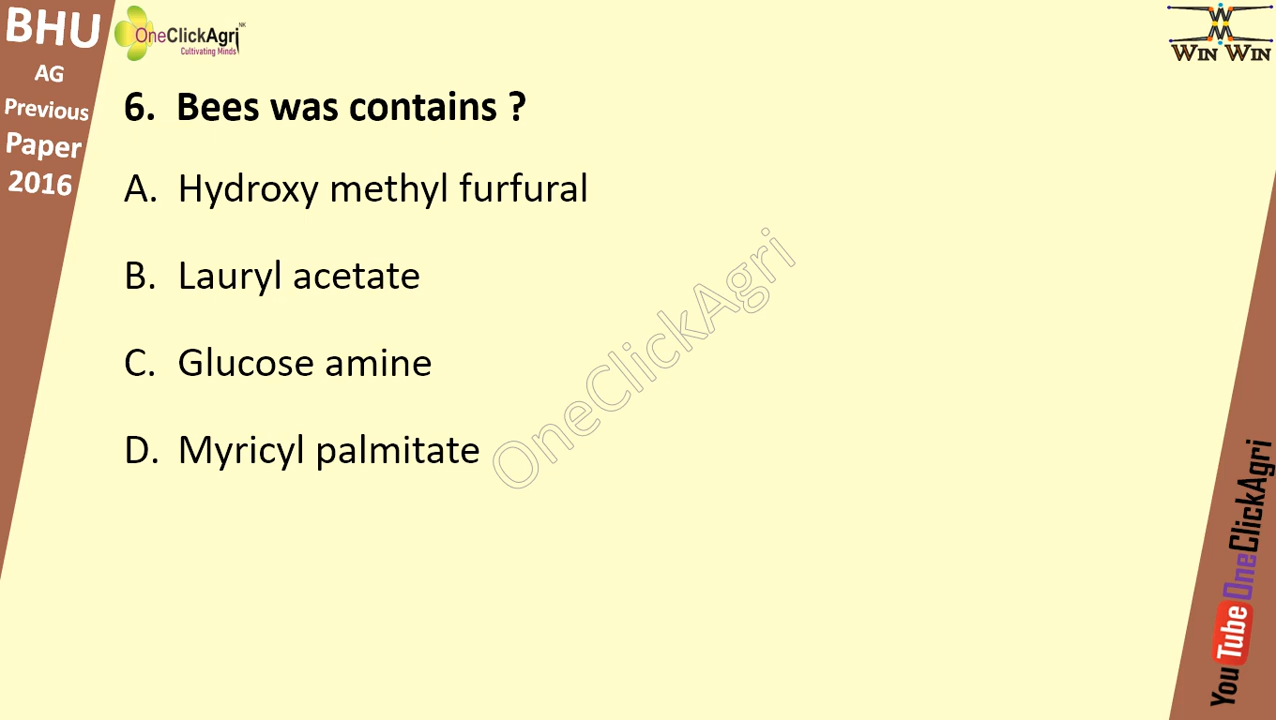 BHU
AG
Previous
Paper
2016
OneClickAgri NK
Cultivating Minds
WIN WIN
6. Bees was contains ?
A. Hydroxy methyl furfural
B. Lauryl acetate
C. Glucose amine
D. Myricyl palmitate
OneClickAgri
YouTube OneClickAgri